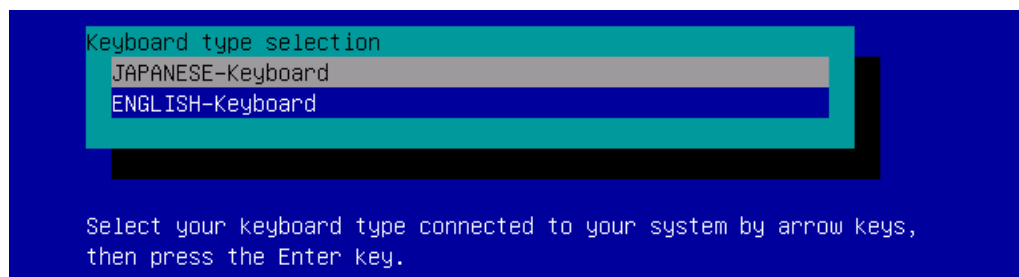 Keyboard type selection
JAPANESE-Keyboard
ENGLISH-Keyboard
Select your keyboard type connected to your system by arrow keys,
then press the Enter key.